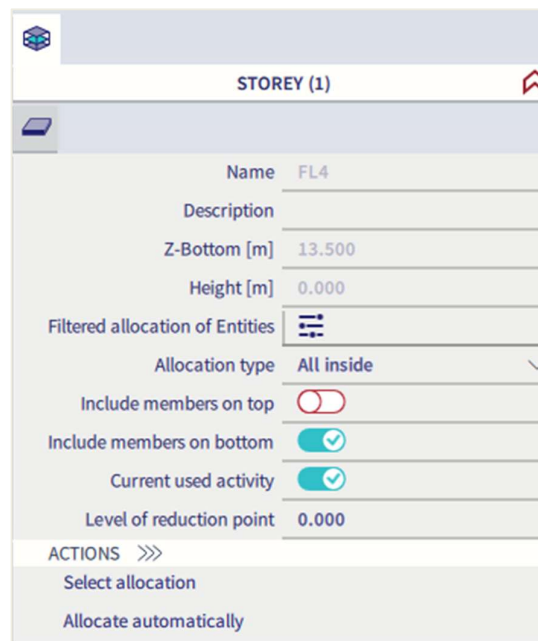 STOREY (1)
Name FL4
Description
Z-Bottom [m] 13.500
Height [m] 0.000
Filtered allocation of Entities
Allocation type All inside
Include members on top
Include members on bottom
Current used activity
Level of reduction point 0.000
ACTIONS >>>
Select allocation
Allocate automatically